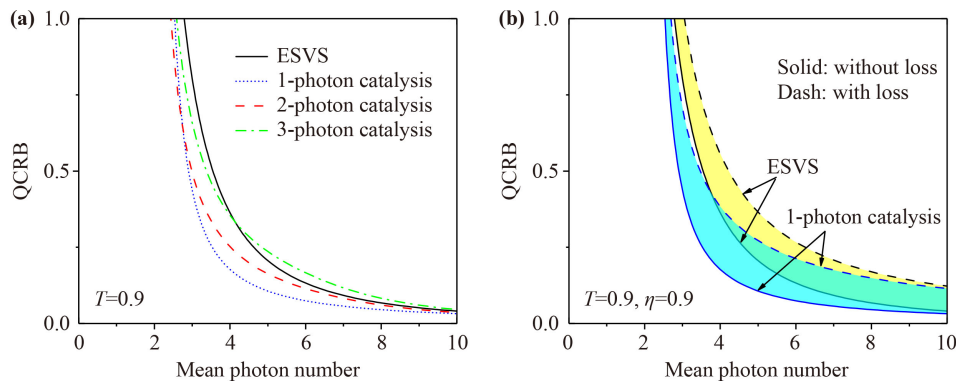 (a)
1.0
0.5
0.0
QCRB
ESVS
1-photon catalysis
2-photon catalysis
3-photon catalysis
T=0.9
0 2 4 6 8 10
Mean photon number
(b)
1.0
0.5
0.0
QCRB
Solid: without loss
Dash: with loss
ESVS
1-photon catalysis
T=0.9, η=0.9
0 2 4 6 8 10
Mean photon number